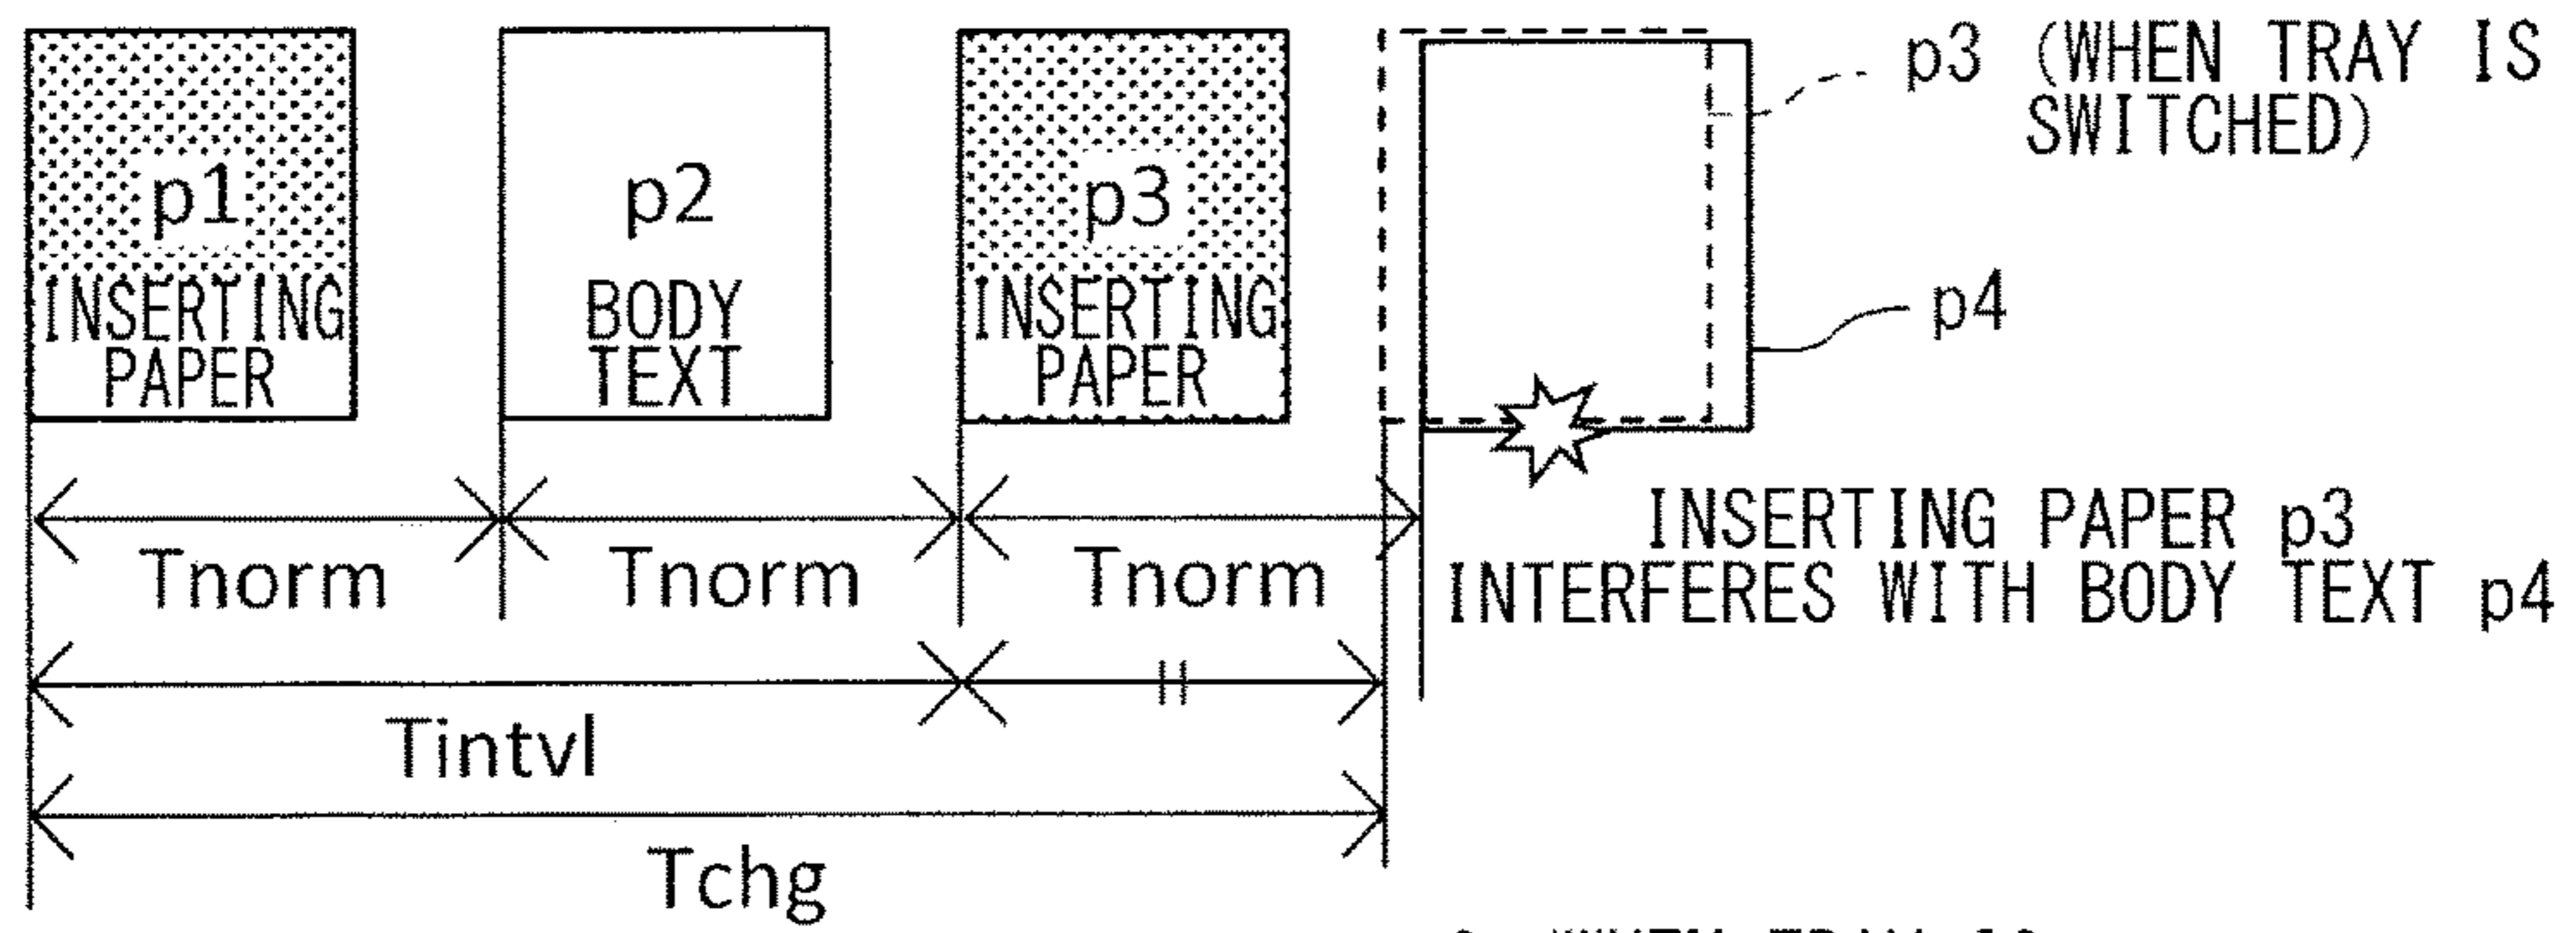 p1
INSERTING
PAPER
p2
BODY
TEXT
p3
INSERTING
PAPER
p3 (WHEN TRAY IS
SWITCHED)
p4
INSERTING PAPER p3
INTERFERES WITH BODY TEXT p4
Tnorm
Tnorm
Tnorm
Tintvl
Tchg